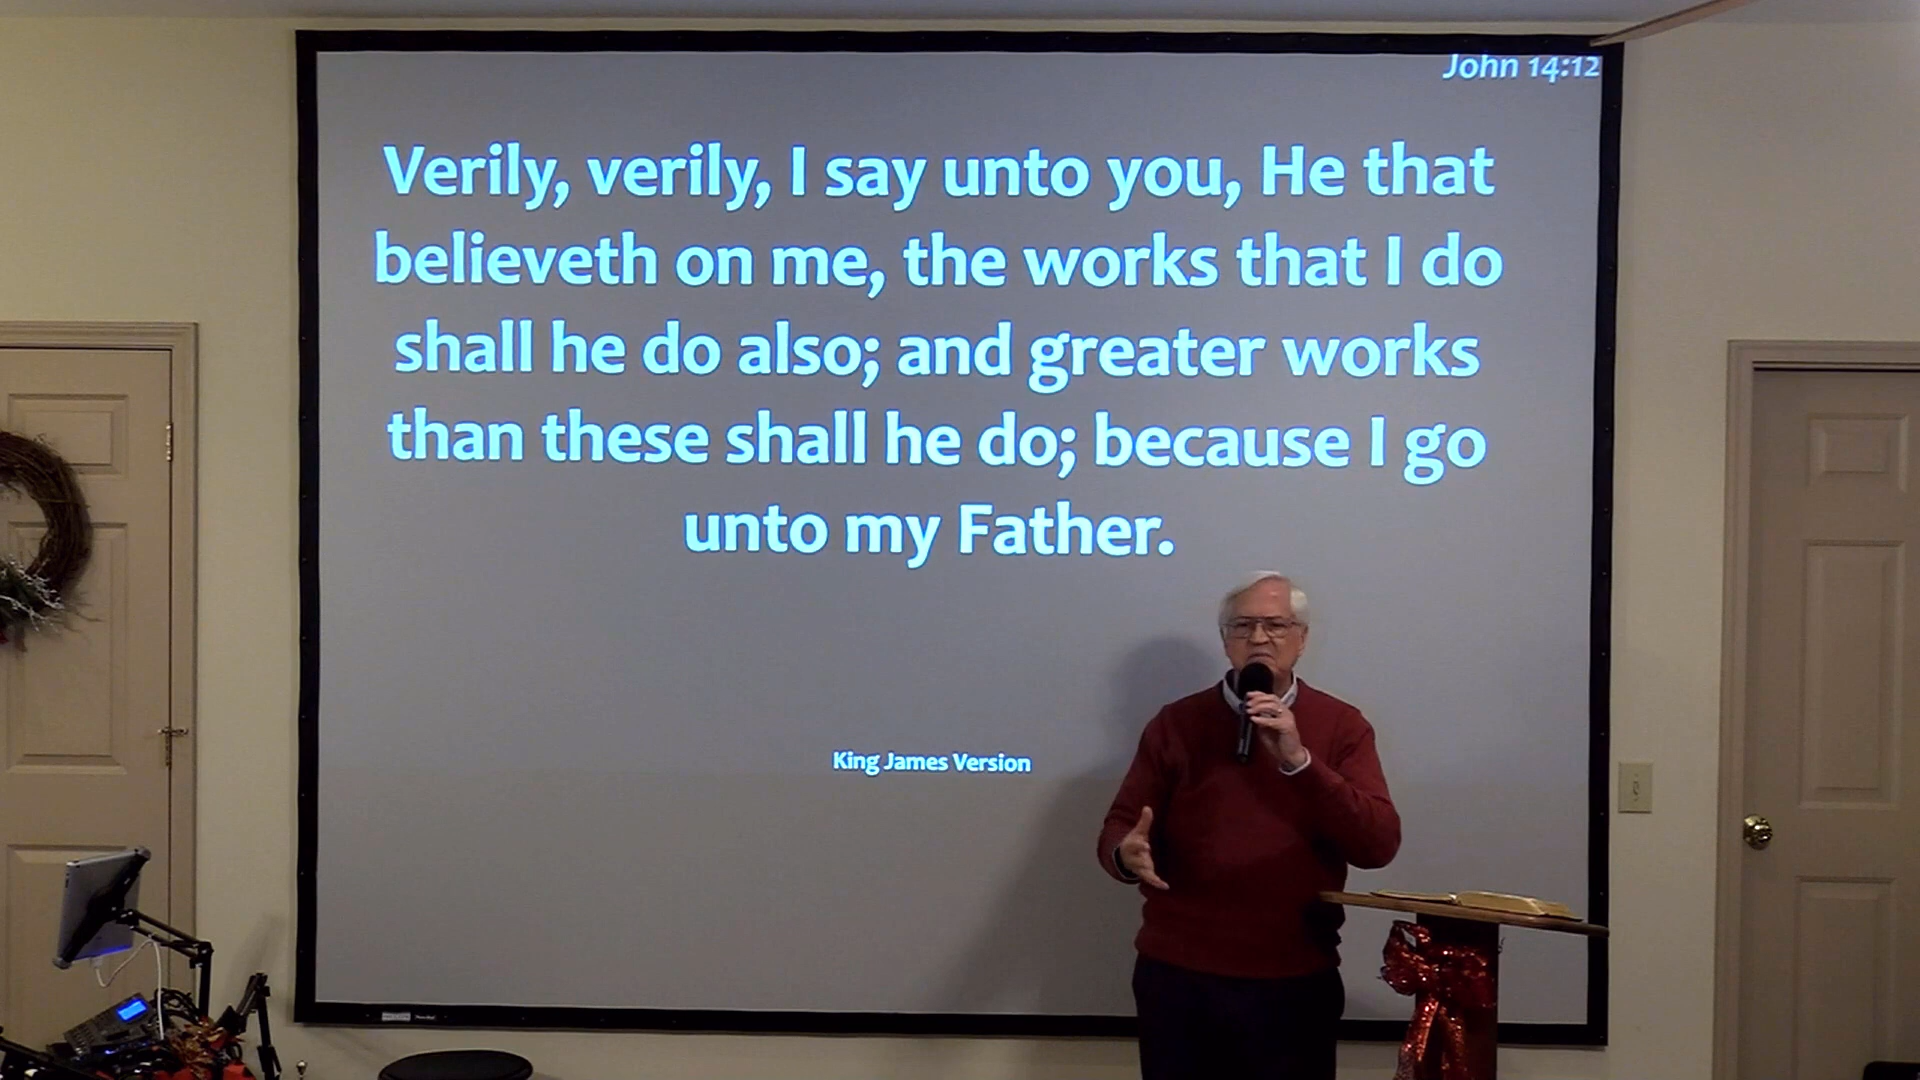 John 14:12
Verily, verily, I say unto you, He that
believeth on me, the works that I do
shall he do also; and greater works
than these shall he do; because I go
unto my Father.
King James Version